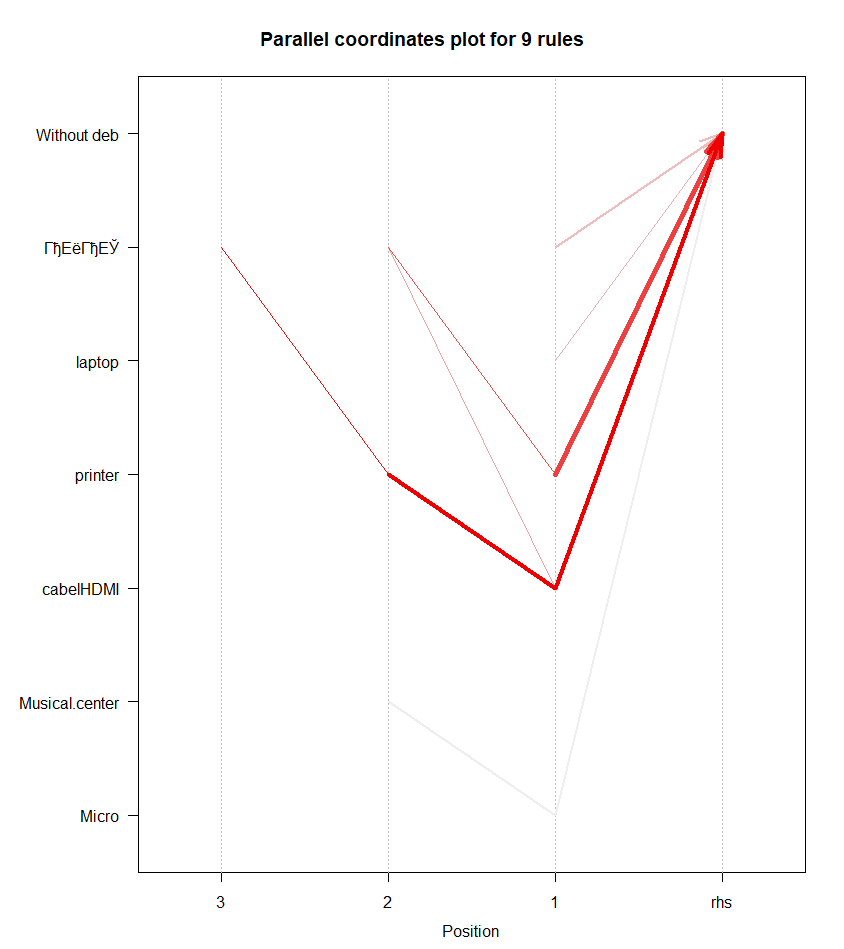 Parallel coordinates plot for 9 rules
Without deb
ГђЕёГђЕЎ
laptop
printer
cabelHDMI
Musical.center
Micro
3 2 1 rhs
Position